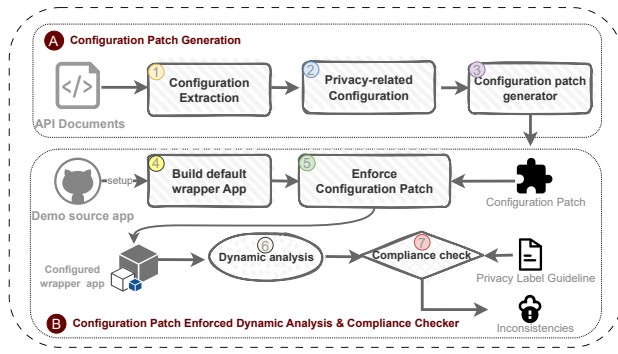 A Configuration Patch Generation
1
Configuration
Extraction
2
Privacy-related
Configuration
3
Configuration patch
generator
</>
API Documents
4
Build default
wrapper App
5
Enforce
Configuration Patch
setup
Demo source app
Configuration Patch
6
Dynamic analysis
7
Compliance check
Configured
wrapper app
Privacy Label Guideline
Inconsistencies
B Configuration Patch Enforced Dynamic Analysis & Compliance Checker